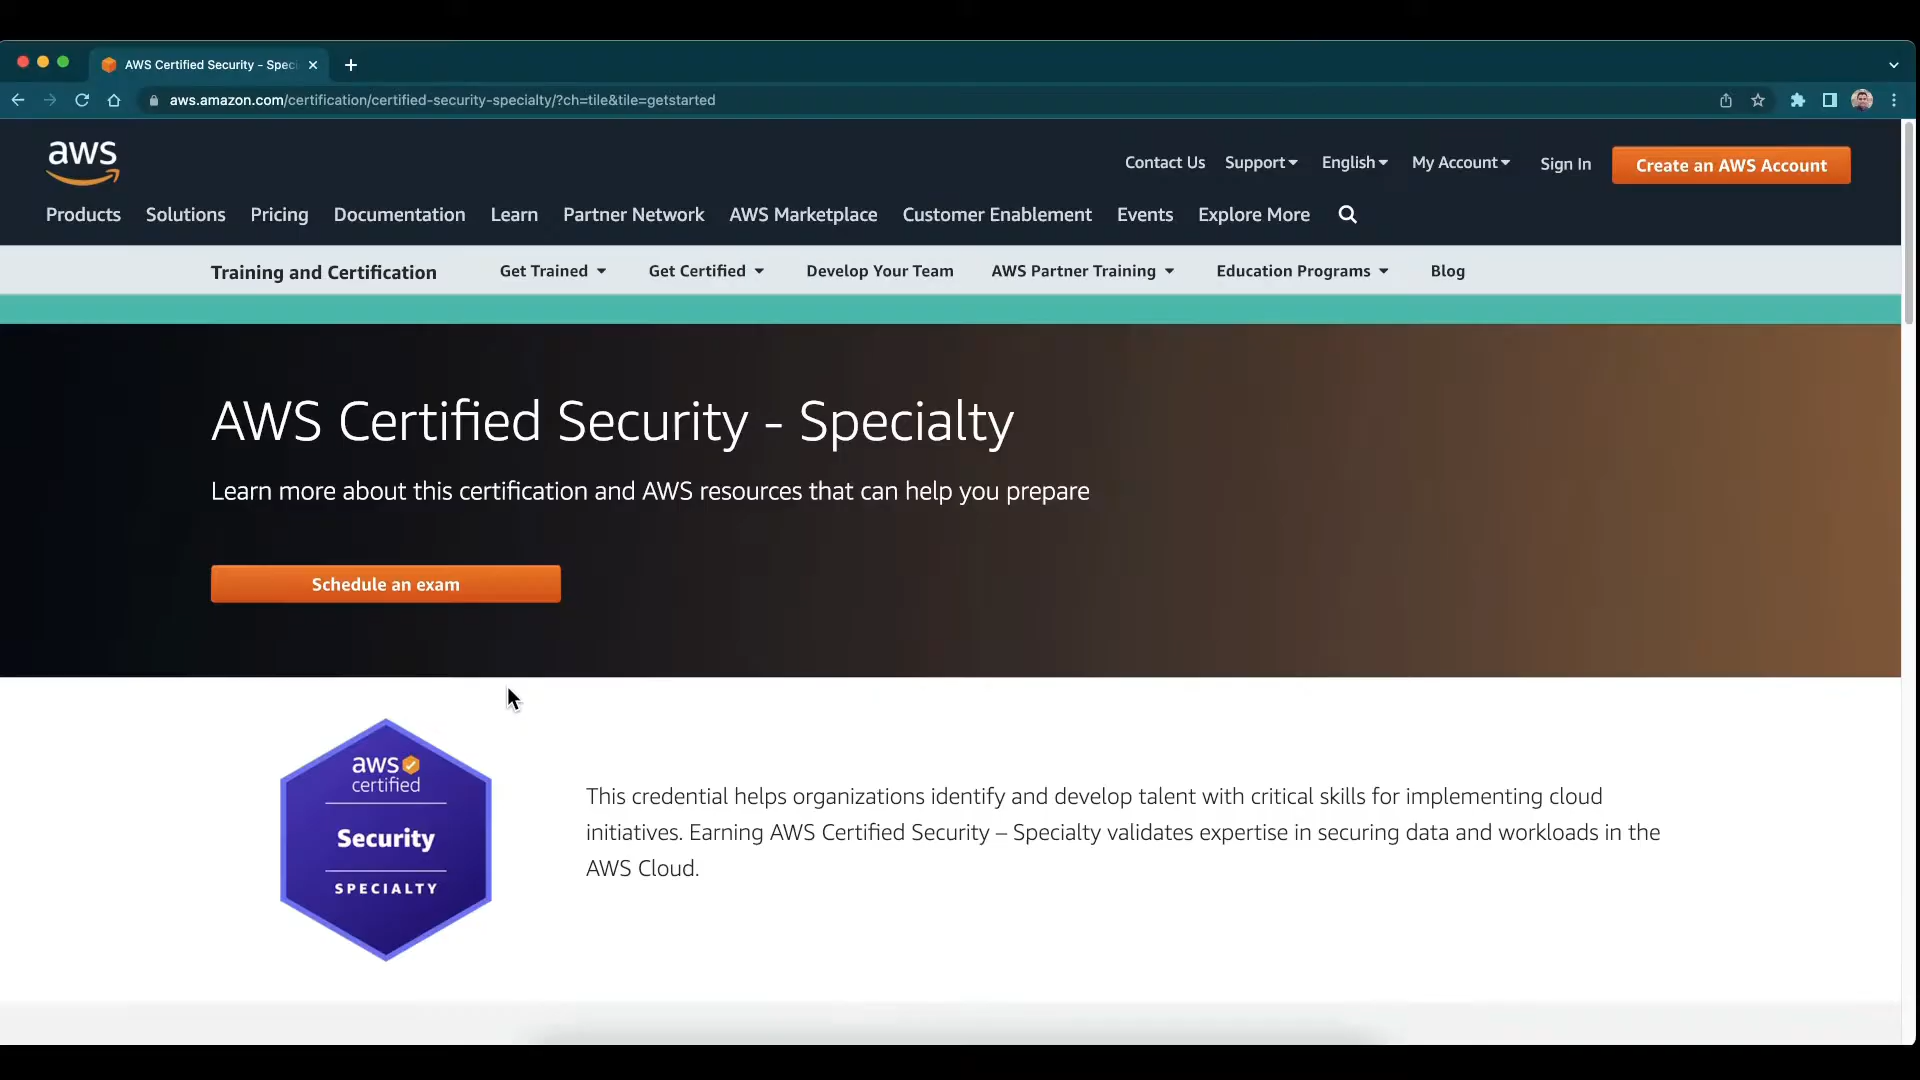 AWS Certified Security - Speci
aws.amazon.com/certification/certified-security-specialty/?ch=tile&tile=getstarted
aws
Contact Us Support English My Account Sign In Create an AWS Account
Products Solutions Pricing Documentation Learn Partner Network AWS Marketplace Customer Enablement Events Explore More
Training and Certification Get Trained Get Certified Develop Your Team AWS Partner Training Education Programs Blog
AWS Certified Security - Specialty
Learn more about this certification and AWS resources that can help you prepare
Schedule an exam
aws
certified
Security
SPECIALTY
This credential helps organizations identify and develop talent with critical skills for implementing cloud
initiatives. Earning AWS Certified Security – Specialty validates expertise in securing data and workloads in the
AWS Cloud.